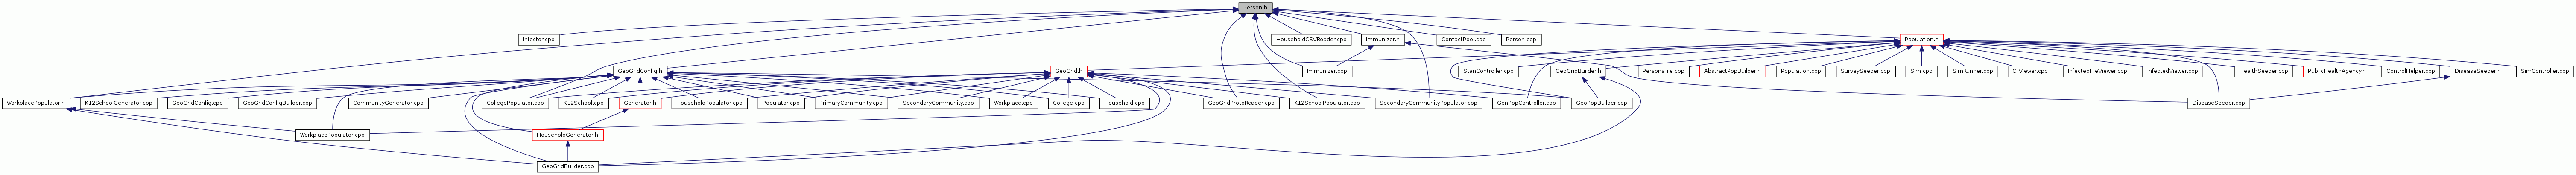 Person.h
Infector.cpp
HouseholdCSVReader.cpp
Immunizer.h
ContactPool.cpp
Person.cpp
Population.h
GeoGridConfig.h
GeoGrid.h
Immunizer.cpp
StanController.cpp
GeoGridBuilder.h
PersonsFile.cpp
AbstractPopBuilder.h
Population.cpp
SurveySeeder.cpp
Sim.cpp
SimRunner.cpp
CliViewer.cpp
InfectedFileViewer.cpp
InfectedViewer.cpp
HealthSeeder.cpp
PublicHealthAgency.h
ControlHelper.cpp
DiseaseSeeder.h
SimController.cpp
WorkplacePopulator.h
K12SchoolGenerator.cpp
GeoGridConfig.cpp
GeoGridConfigBuilder.cpp
CommunityGenerator.cpp
CollegePopulator.cpp
K12School.cpp
Generator.h
HouseholdPopulator.cpp
Populator.cpp
PrimaryCommunity.cpp
SecondaryCommunity.cpp
Workplace.cpp
College.cpp
Household.cpp
GeoGridProtoReader.cpp
K12SchoolPopulator.cpp
SecondaryCommunityPopulator.cpp
GenPopController.cpp
GeoPopBuilder.cpp
DiseaseSeeder.cpp
WorkplacePopulator.cpp
HouseholdGenerator.h
GeoGridBuilder.cpp